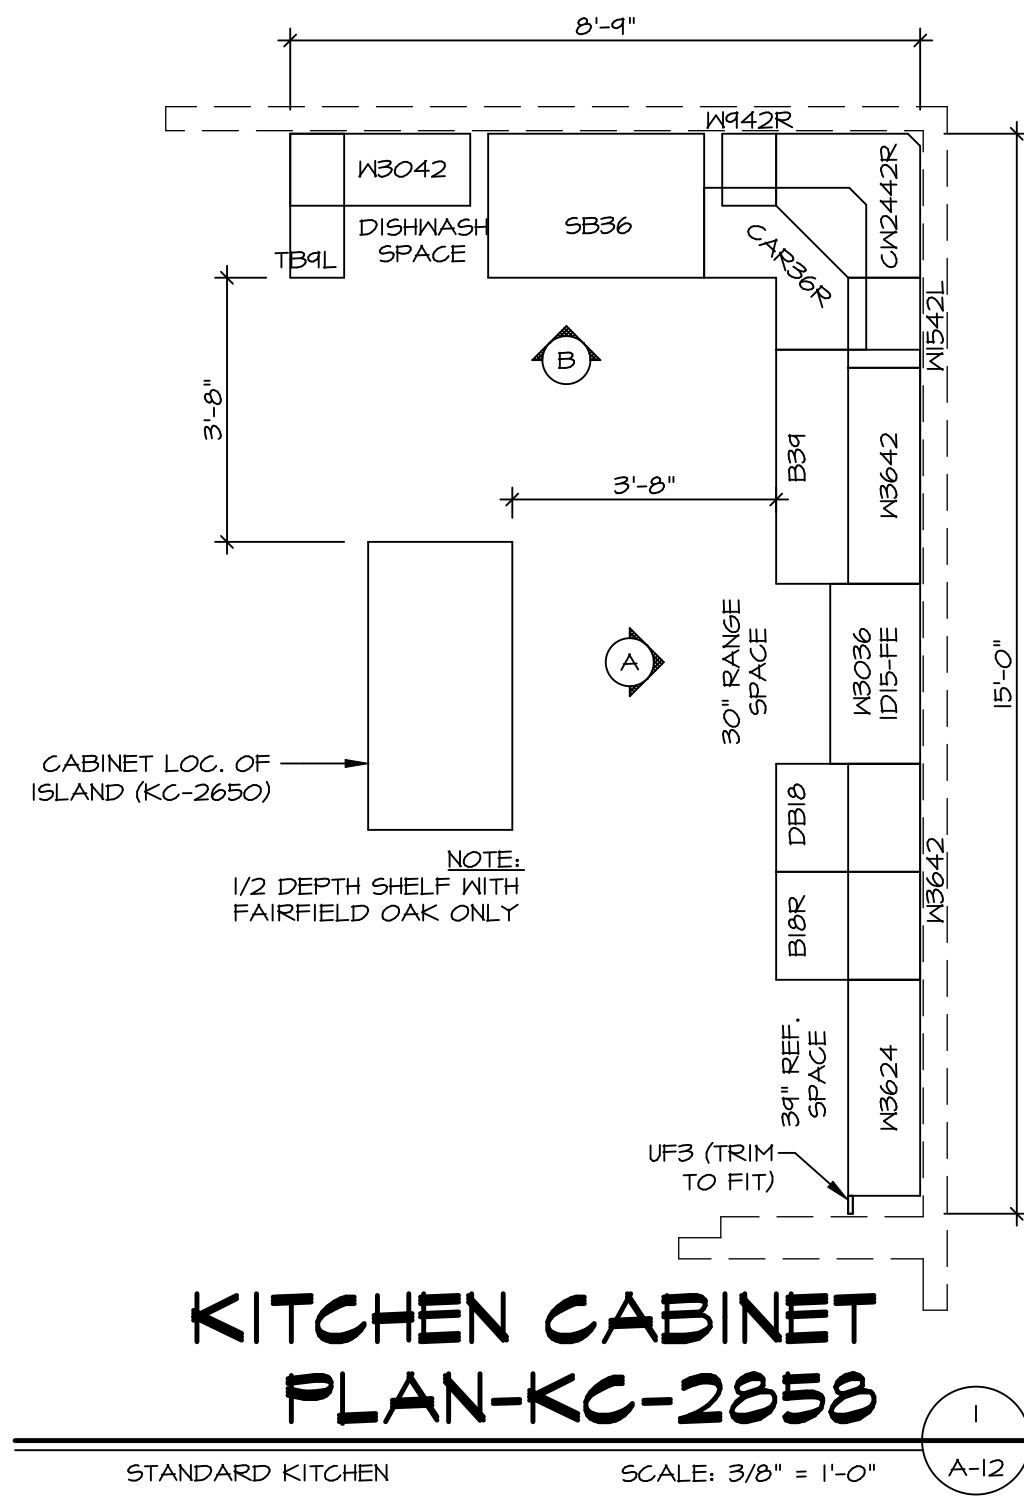 8'-9"
W942R
W3042
CW2442R
DISHWASH
SPACE
SB36
TB9L
CAR36R
W1542L
B
3'-8"
B39
W3642
3'-8"
30" RANGE
SPACE
W3036
ID15-FE
A
15'-0"
CABINET LOC. OF
ISLAND (KC-2650)
DB18
NOTE:
1/2 DEPTH SHELF WITH
FAIRFIELD OAK ONLY
W3642
B18R
39" REF.
SPACE
W3624
UF3 (TRIM
TO FIT)
KITCHEN CABINET
PLAN-KC-2858
1
A-12
STANDARD KITCHEN
SCALE: 3/8" = 1'-0"